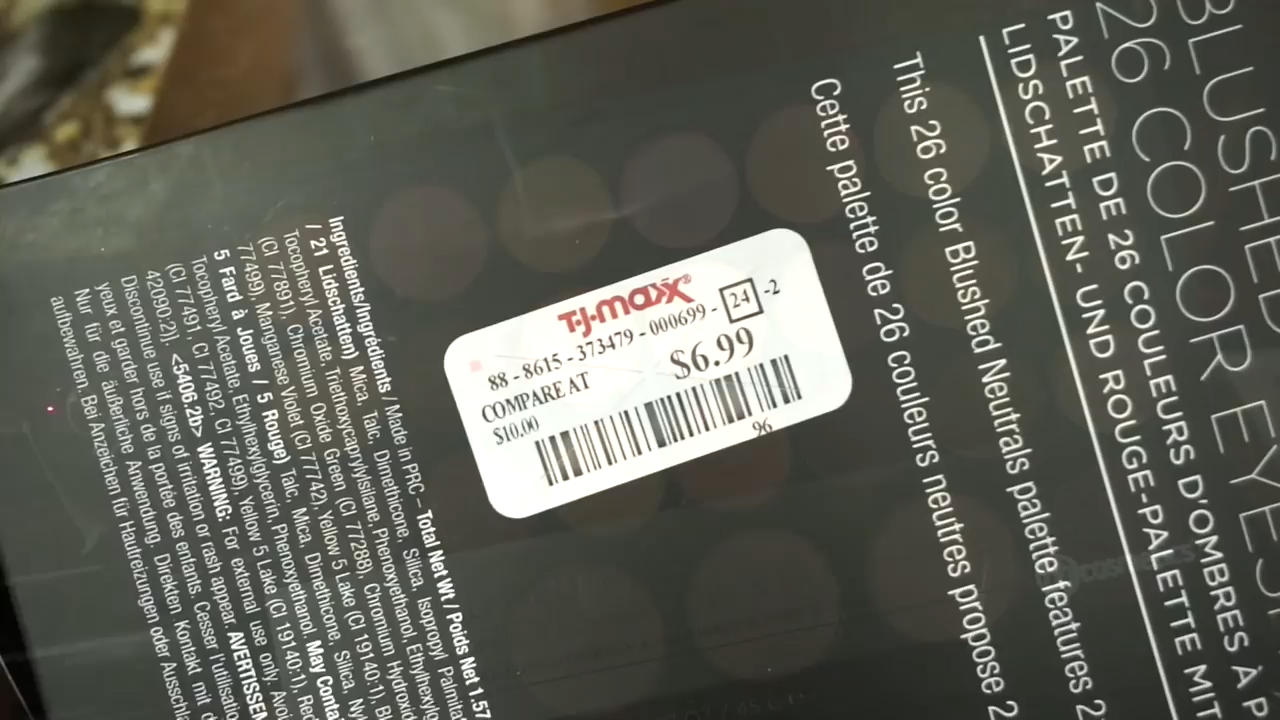 BLUSHED
26 COLOR EYES
PALETTE DE 26 COULEURS D'OMBRES À P
LIDSCHATTEN- UND ROUGE-PALETTE MIT
This 26 color Blushed Neutrals palette features 2
Cette palette de 26 couleurs neutres propose 2
T·J·maxx®
88 - 8615 - 373479 - 000699 - 24 -2
COMPARE AT $6.99
$10.00
96
Ingredients/Ingrédients / Made in PRC – Total Net Wt / Poids Net 1.57
/ 21 Lidschatten) Mica, Talc, Dimethicone, Silica, Isopropyl Palmita
Tocopheryl Acetate, Triethoxycaprylylsilane, Phenoxyethanol, Ethylhexylg
(CI 77891), Chromium Oxide Green (CI 77288), Chromium Hydroxid
77499), Manganese Violet (CI 77742), Yellow 5 Lake (CI 19140:1), Bl
5 Fard à Joues / 5 Rouge) Talc, Mica, Dimethicone, Silica, Ny
Tocopheryl Acetate, Ethylhexylglycerin, Phenoxyethanol. May Contai
(CI 77491, CI 77492, CI 77499), Yellow 5 Lake (CI 19140:1), Red
42090:2)]. <5406.2b> WARNING. For external use only, Avoi
Discontinue use if signs of irritation or rash appear. AVERTISSEM
yeux et garder hors de la portée des enfants. Cesser l'utilisatio
Nur für die äußerliche Anwendung. Direkten Kontakt mit d
aufbewahren. Bei Anzeichen für Hautreizungen oder Ausschla